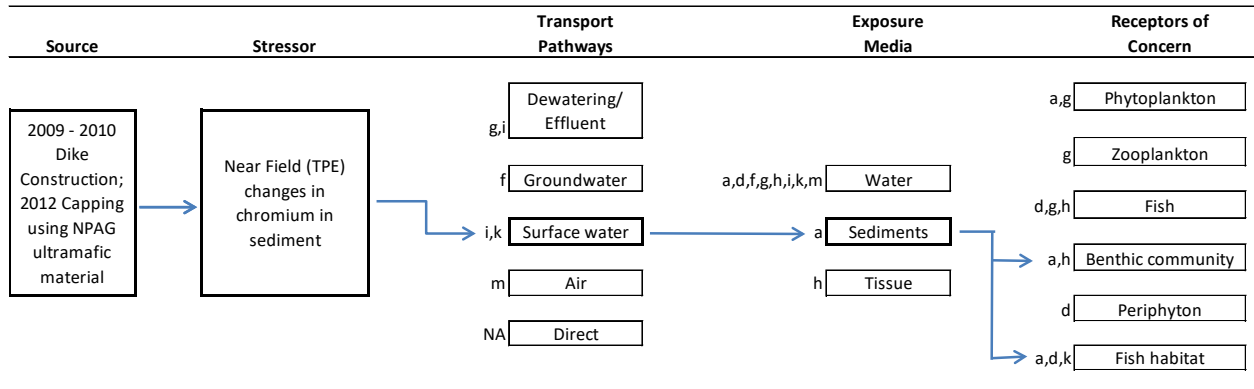 Source
Stressor
Transport
Pathways
Exposure
Media
Receptors of
Concern
2009 - 2010
Dike
Construction;
2012 Capping
using NPAG
ultramafic
material
Near Field (TPE)
changes in
chromium in
sediment
g,i
Dewatering/
Effluent
f
Groundwater
i,k
Surface water
m
Air
NA
Direct
a,d,f,g,h,i,k,m
Water
a
Sediments
h
Tissue
a,g
Phytoplankton
g
Zooplankton
d,g,h
Fish
a,h
Benthic community
d
Periphyton
a,d,k
Fish habitat